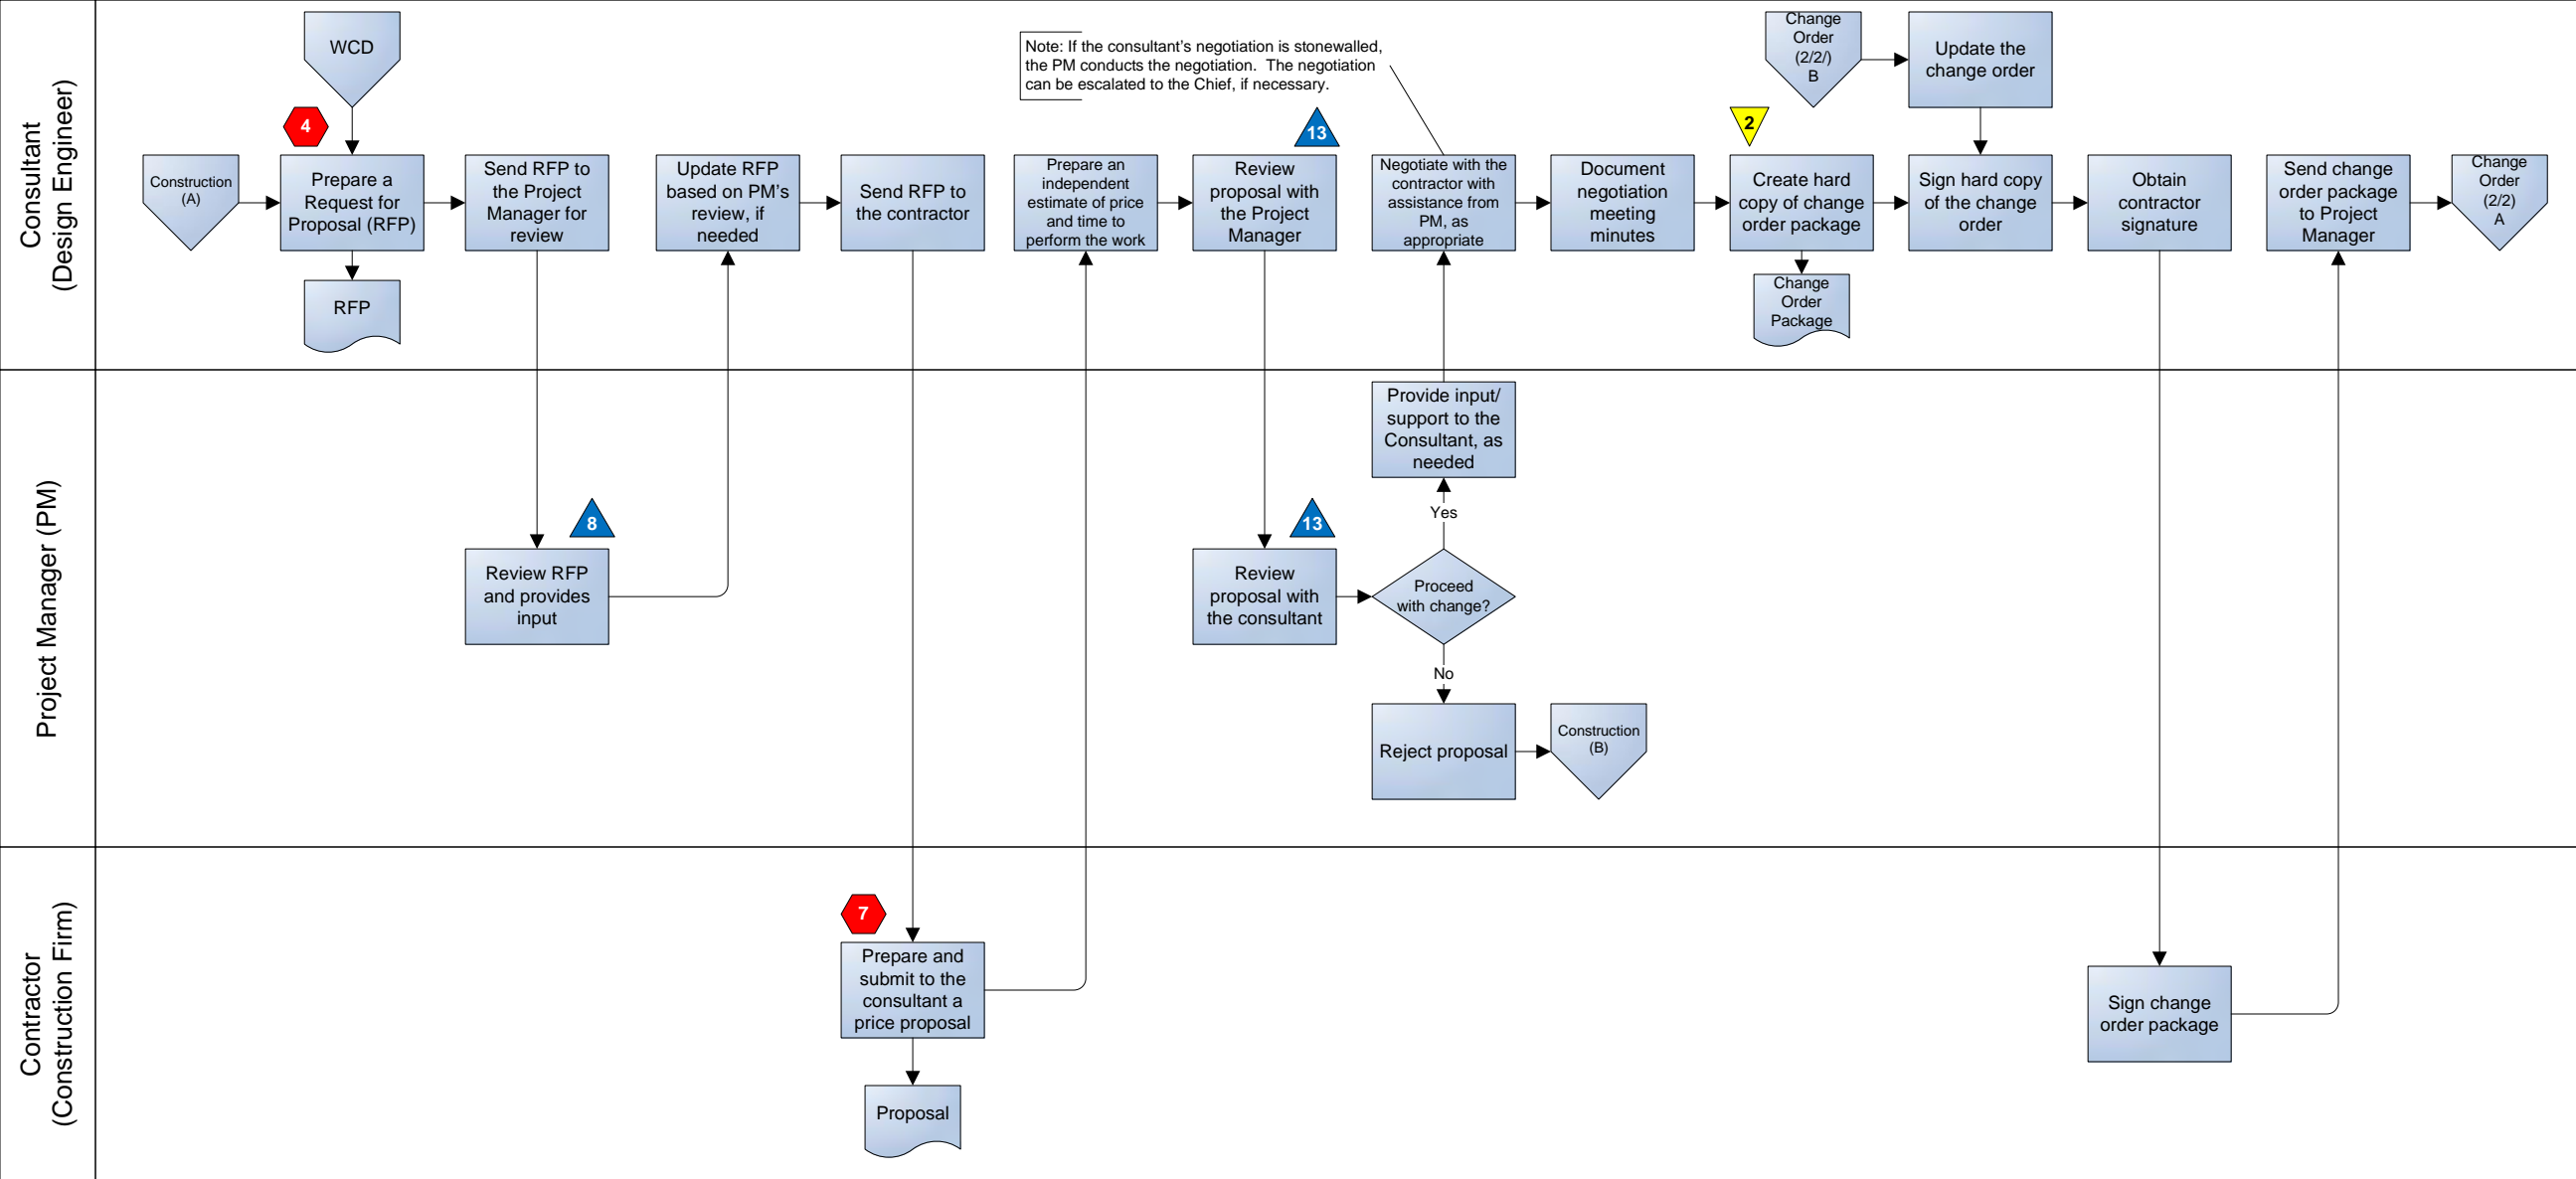 Consultant
(Design Engineer)
WCD
4
Construction
(A)
Prepare a
Request for
Proposal (RFP)
RFP
Send RFP to
the Project
Manager for
review
Update RFP
based on PM's
review, if
needed
Send RFP to
the contractor
Note: If the consultant's negotiation is stonewalled,
the PM conducts the negotiation.  The negotiation
can be escalated to the Chief, if necessary.
Prepare an
independent
estimate of price
and time to
perform the work
13
Review
proposal with
the Project
Manager
Negotiate with the
contractor with
assistance from
PM, as
appropriate
Document
negotiation
meeting
minutes
2
Create hard
copy of change
order package
Change
Order
Package
Change
Order
(2/2/)
B
Update the
change order
Sign hard copy
of the change
order
Obtain
contractor
signature
Send change
order package
to Project
Manager
Change
Order
(2/2)
A
Project Manager (PM)
8
Review RFP
and provides
input
13
Review
proposal with
the consultant
Provide input/
support to the
Consultant, as
needed
Yes
Proceed
with change?
No
Reject proposal
Construction
(B)
Contractor
(Construction Firm)
7
Prepare and
submit to the
consultant a
price proposal
Proposal
Sign change
order package